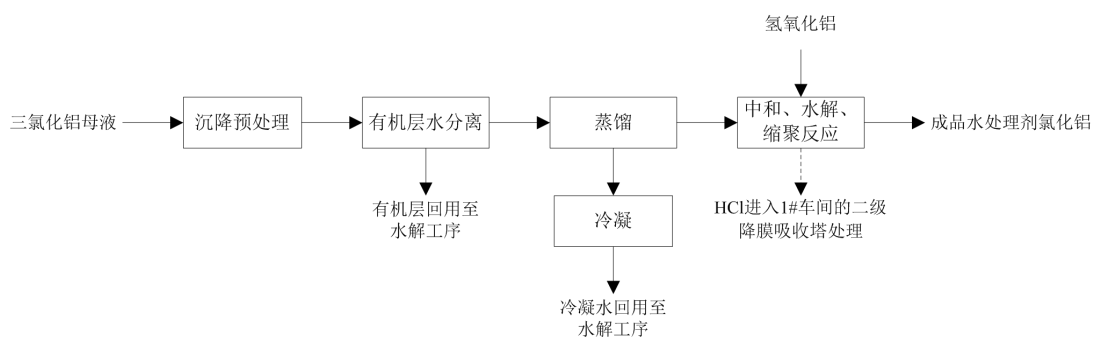 氢氧化铝
三氯化铝母液
沉降预处理
有机层水分离
蒸馏
中和、水解、
缩聚反应
成品水处理剂氯化铝
有机层回用至
水解工序
冷凝
HCl进入1#车间的二级
降膜吸收塔处理
冷凝水回用至
水解工序